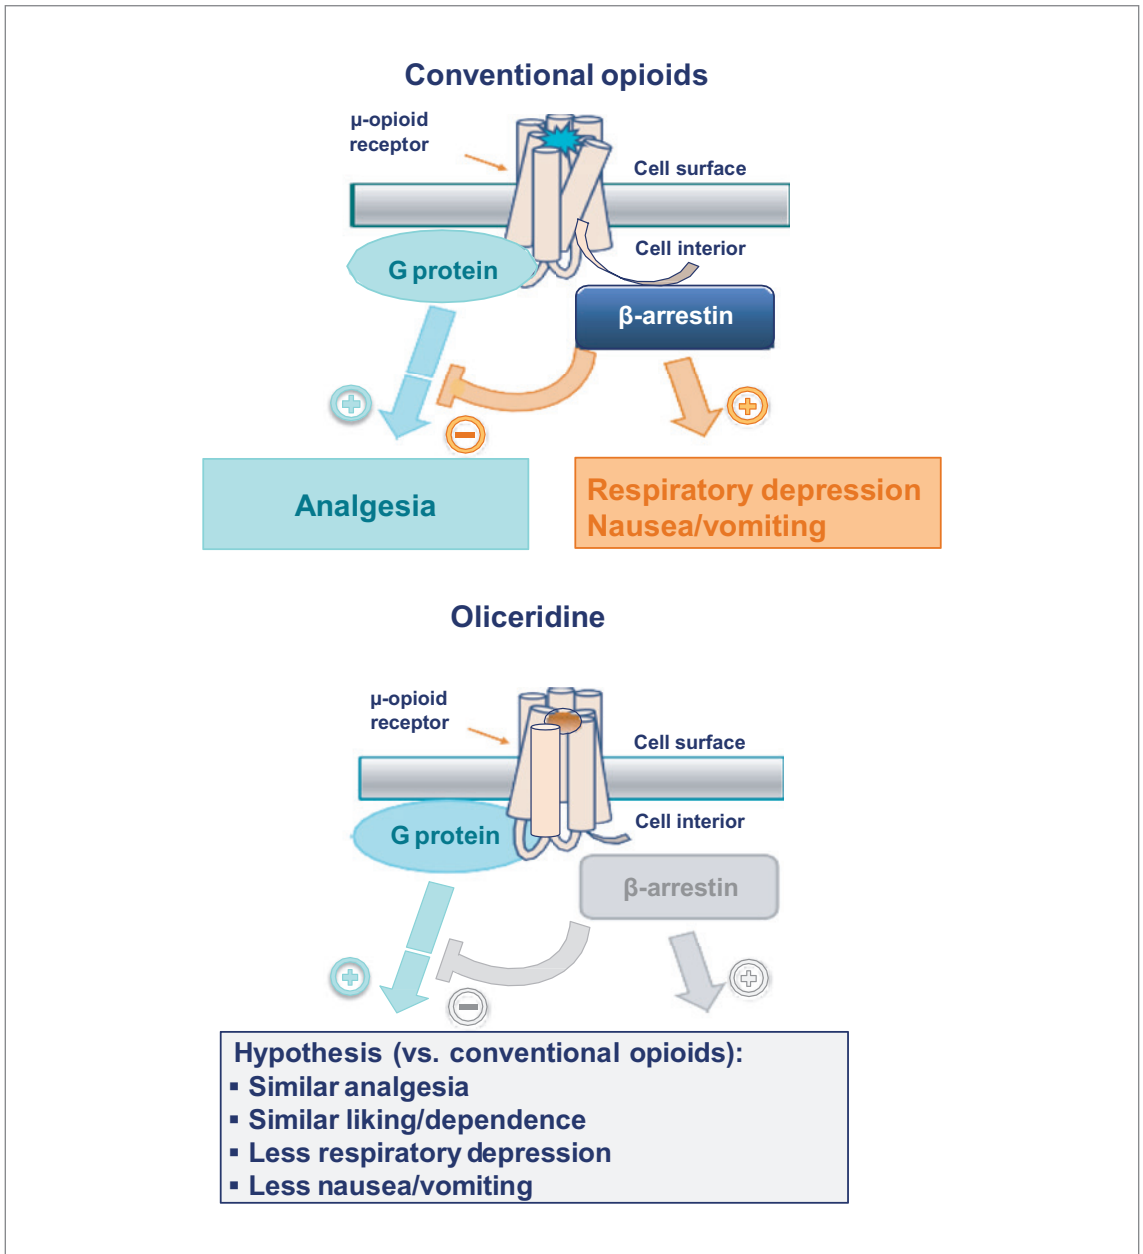 Conventional opioids
μ-opioid
receptor
Cell surface
Cell interior
G protein
β-arrestin
Analgesia
Respiratory depression
Nausea/vomiting
Oliceridine
μ-opioid
receptor
Cell surface
Cell interior
G protein
β-arrestin
Hypothesis (vs. conventional opioids):
▪ Similar analgesia
▪ Similar liking/dependence
▪ Less respiratory depression
▪ Less nausea/vomiting